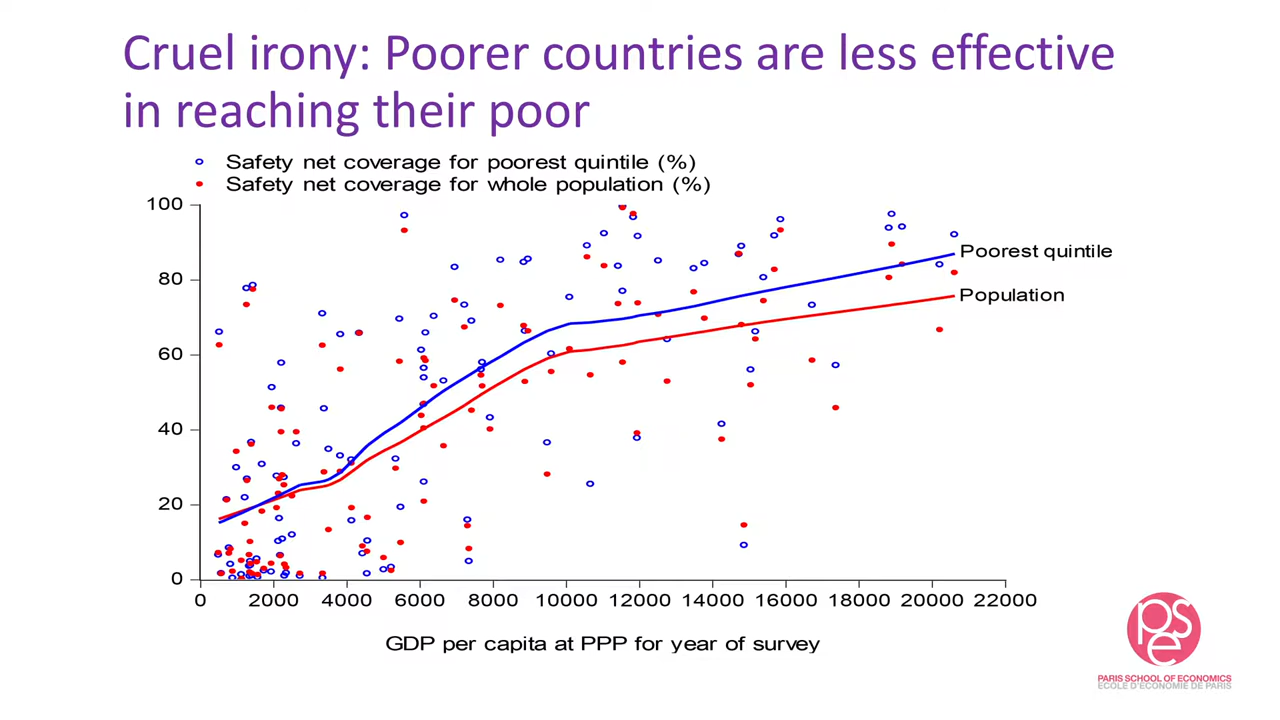 Cruel irony: Poorer countries are less effective
in reaching their poor
Safety net coverage for poorest quintile (%)
Safety net coverage for whole population (%)
100
80
60
40
20
0
Poorest quintile
Population
0 2000 4000 6000 8000 10000 12000 14000 16000 18000 20000 22000
GDP per capita at PPP for year of survey
pse
PARIS SCHOOL OF ECONOMICS
ECOLE D'ECONOMIE DE PARIS